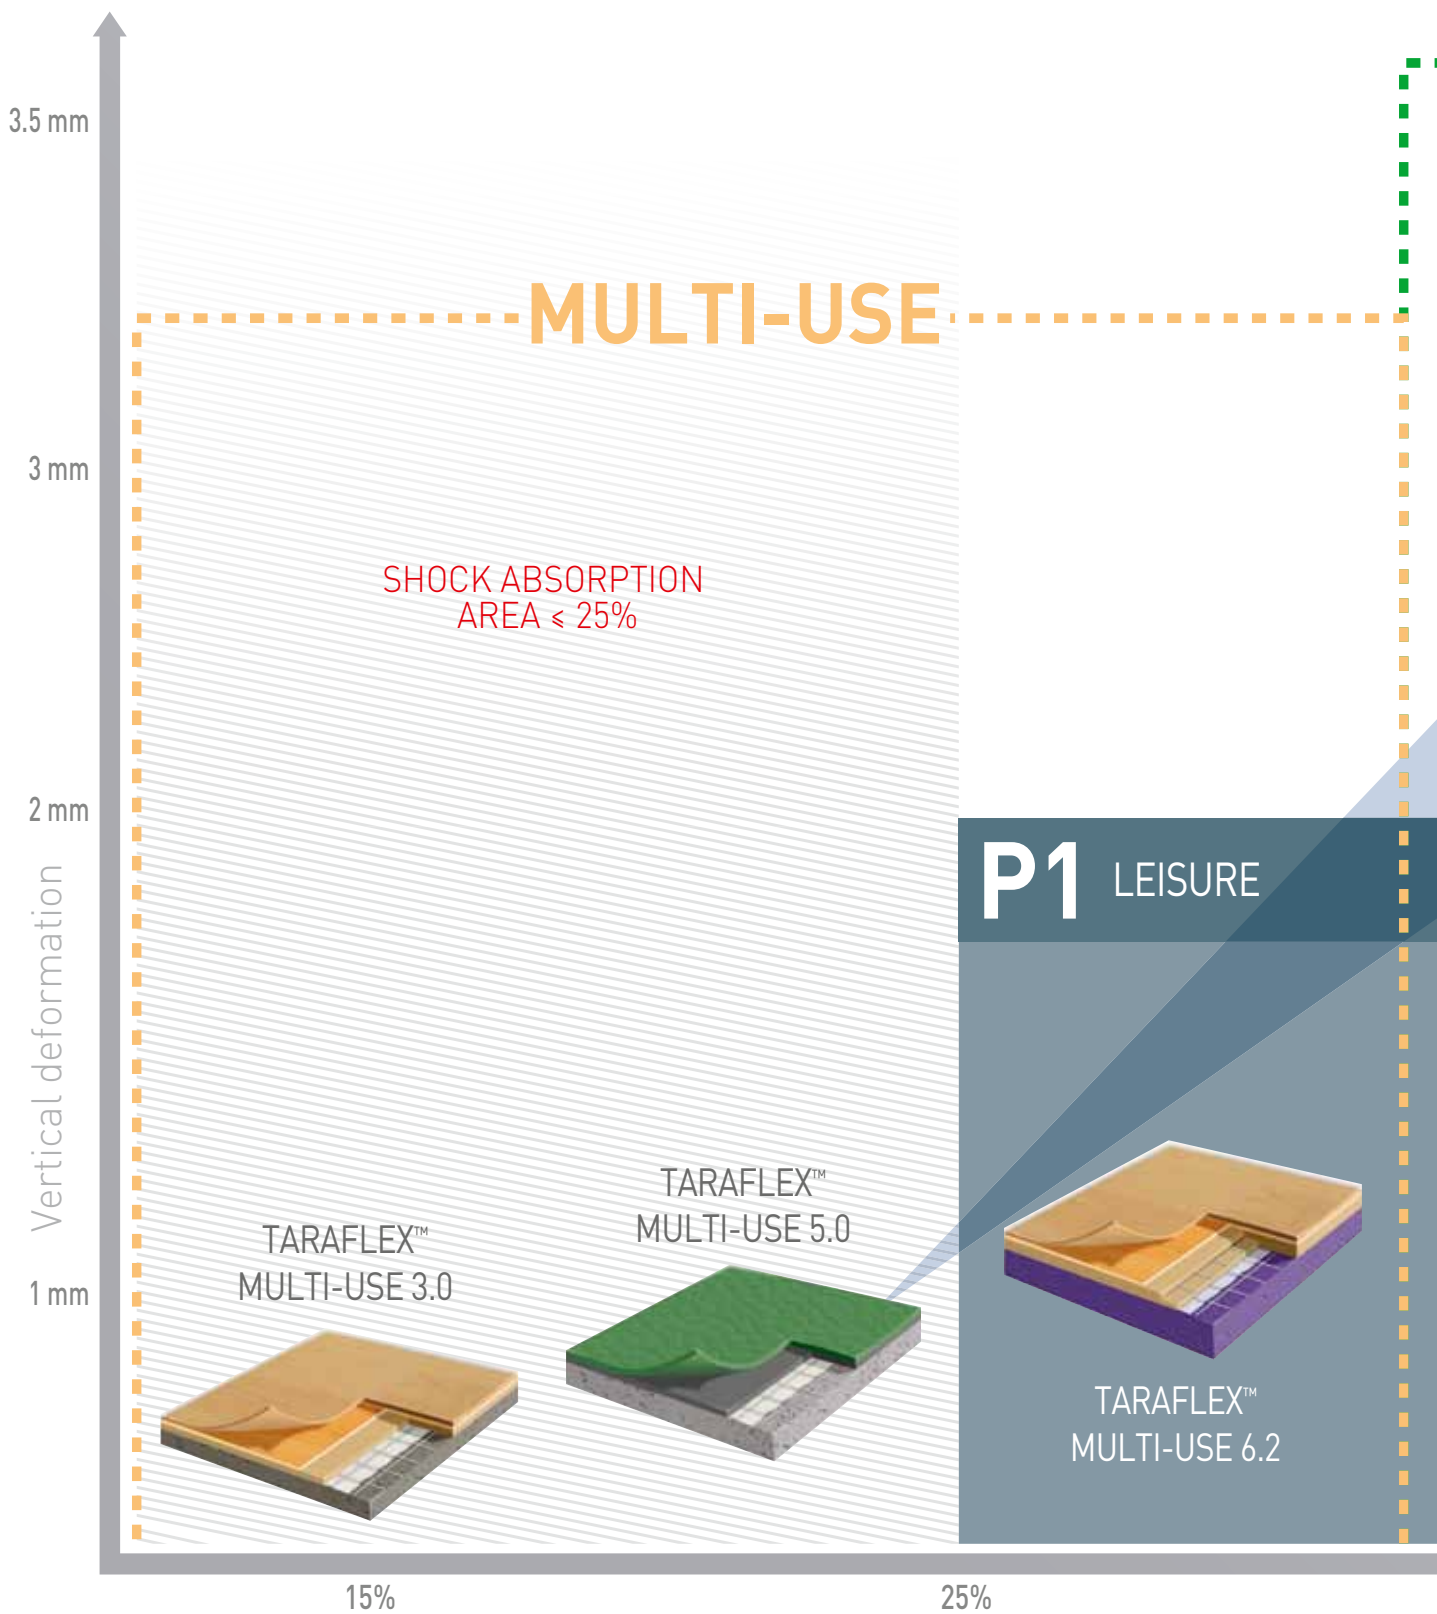 3.5 mm
MULTI-USE
3 mm
SHOCK ABSORPTION
AREA ⩽ 25%
2 mm
P1 LEISURE
Vertical deformation
TARAFLEX™
MULTI-USE 5.0
TARAFLEX™
MULTI-USE 3.0
1 mm
TARAFLEX™
MULTI-USE 6.2
15%
25%